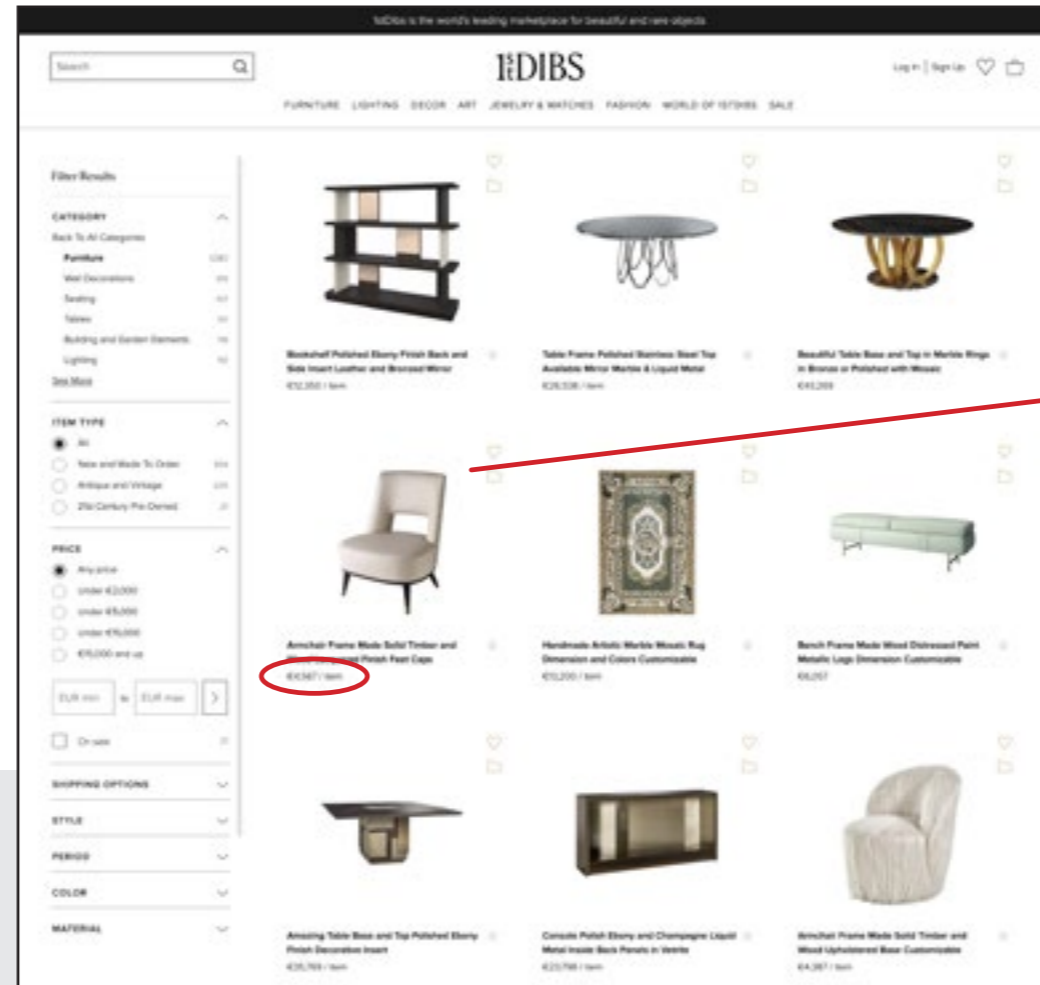 1stDibs is the world's leading marketplace for beautiful and rare objects
Search
1stDIBS
Log In | Sign Up
FURNITURE LIGHTING DECOR ART JEWELRY & WATCHES FASHION WORLD OF 1STDIBS SALE
Filter Results
CATEGORY
Back To All Categories
Furniture
Wall Decorations
Seating
Tables
Building and Garden Elements
Lighting
See More
ITEM TYPE
All
New and Made To Order
Antique and Vintage
21st Century Pre-Owned
PRICE
Any price
Under €2,000
Under €5,000
Under €15,000
€15,000 and up
EUR min to EUR max >
On sale
SHIPPING OPTIONS
STYLE
PERIOD
COLOR
MATERIAL
Bookshelf Polished Ebony Finish Back and
Side Insert Leather and Bronzed Mirror
/ item
Table Frame Polished Stainless Steel Top
Available Mirror Marble & Liquid Metal
/ item
Beautiful Table Base and Top in Marble Rings
in Bronze or Polished with Mosaic
Armchair Frame Made Solid Timber and
Finish Feet Caps
/ item
Handmade Artistic Marble Mosaic Rug
Dimension and Colors Customizable
€13,200 / item
Bench Frame Made Wood Distressed Paint
Metallic Legs Dimension Customizable
Amazing Table Base and Top Polished Ebony
Finish Decorative Insert
/ item
Console Polish Ebony and Champagne Liquid
Metal Inside Back Panels in Vetrite
/ item
Armchair Frame Made Solid Timber and
Wood Upholstered Base Customizable
€4,387 / item